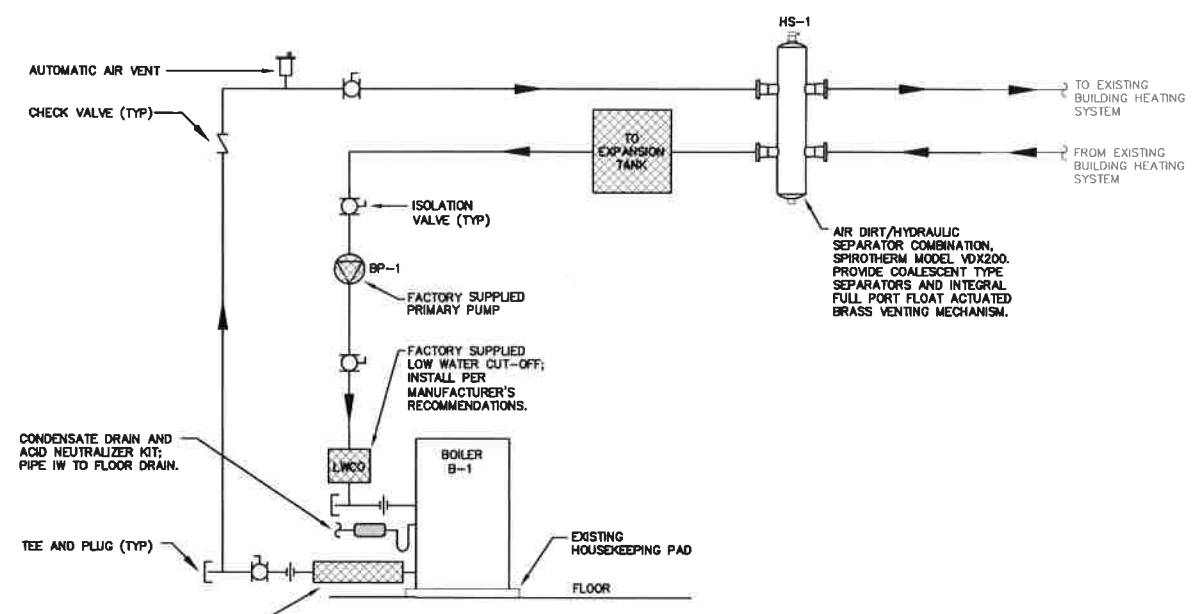 HS-1
AUTOMATIC AIR VENT
CHECK VALVE (TYP)
TO EXISTING
BUILDING HEATING
SYSTEM
TO
EXPANSION
TANK
FROM EXISTING
BUILDING HEATING
SYSTEM
ISOLATION
VALVE (TYP)
AIR DIRT/HYDRAULIC
SEPARATOR COMBINATION,
SPIROTHERM MODEL VDX200.
PROVIDE COALESCENT TYPE
SEPARATORS AND INTEGRAL
FULL PORT FLOAT ACTUATED
BRASS VENTING MECHANISM.
BP-1
FACTORY SUPPLIED
PRIMARY PUMP
FACTORY SUPPLIED
LOW WATER CUT-OFF;
INSTALL PER
MANUFACTURER'S
RECOMMENDATIONS.
CONDENSATE DRAIN AND
ACID NEUTRALIZER KIT;
PIPE IW TO FLOOR DRAIN.
LWCO
BOILER
B-1
TEE AND PLUG (TYP)
EXISTING
HOUSEKEEPING PAD
FLOOR